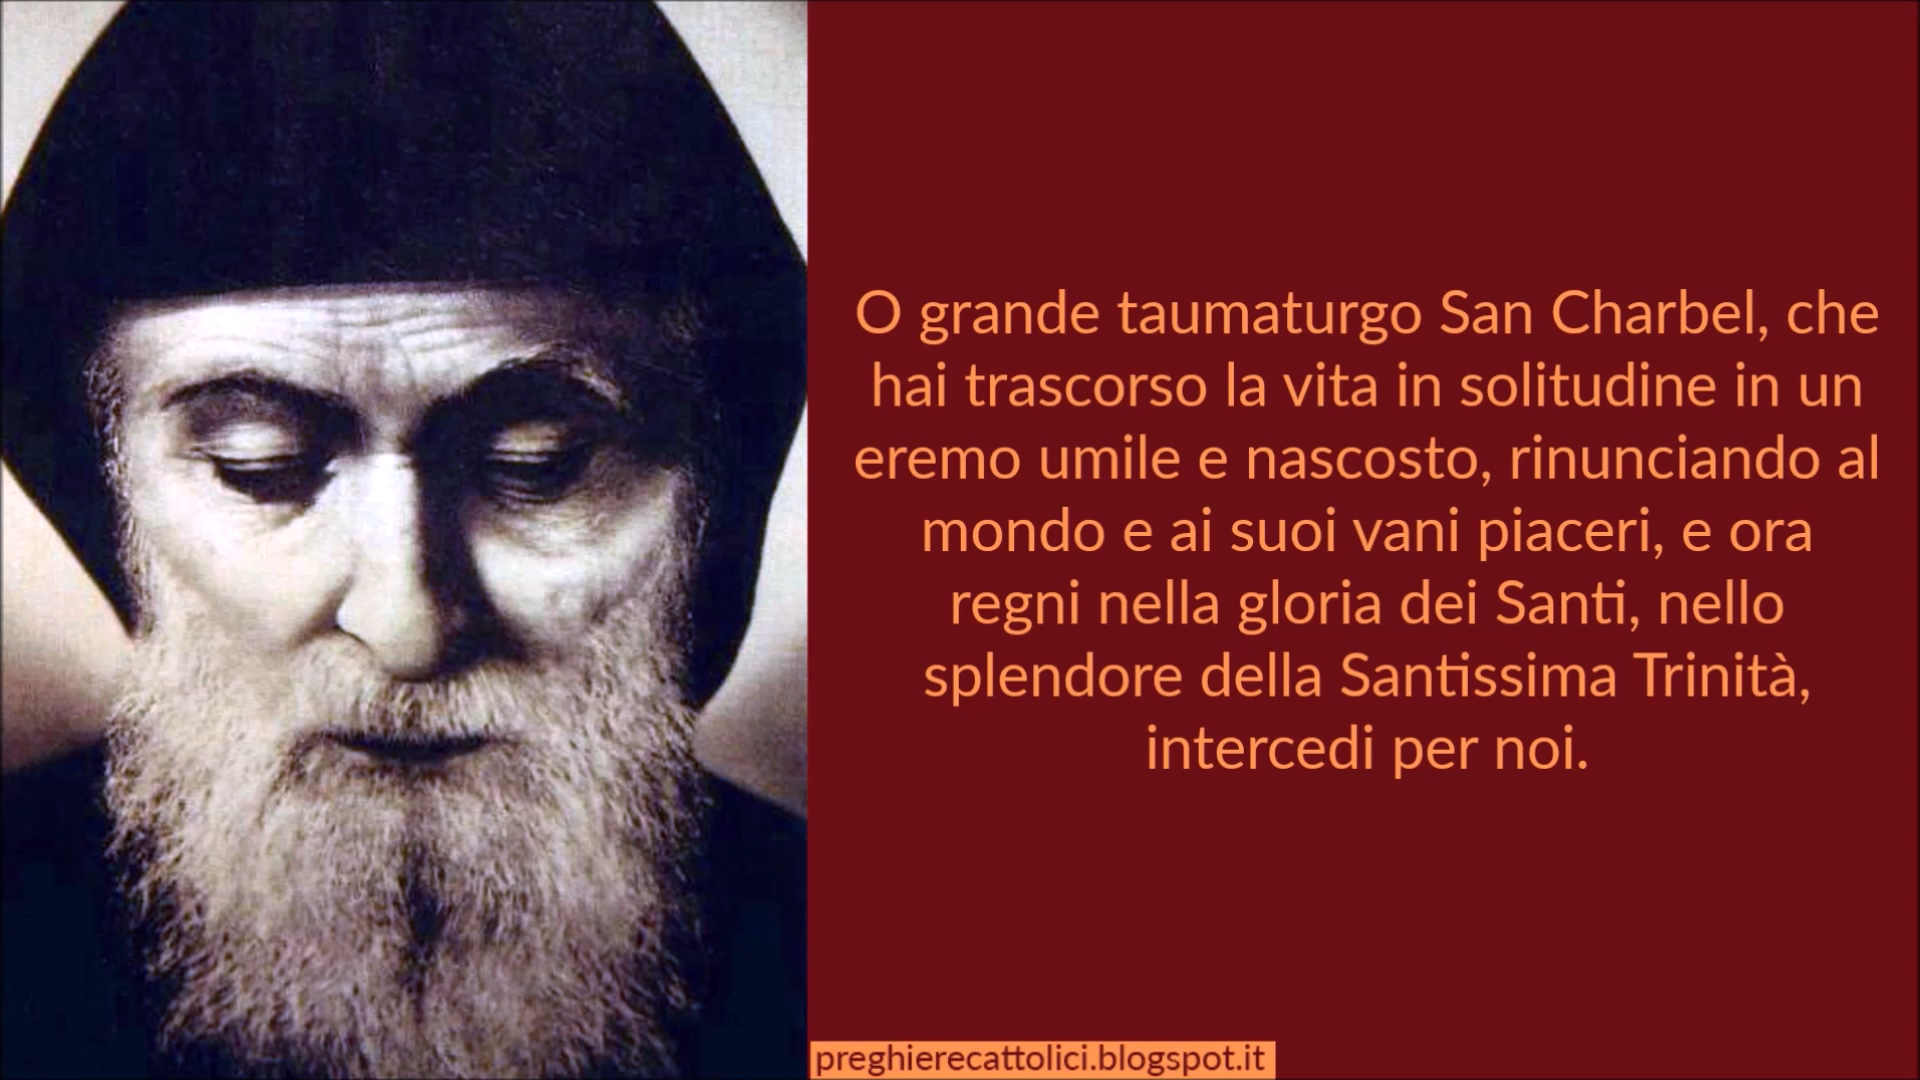 O grande taumaturgo San Charbel, che
hai trascorso la vita in solitudine in un
eremo umile e nascosto, rinunciando al
mondo e ai suoi vani piaceri, e ora
regni nella gloria dei Santi, nello
splendore della Santissima Trinità,
intercedi per noi.
preghierecattolici.blogspot.it